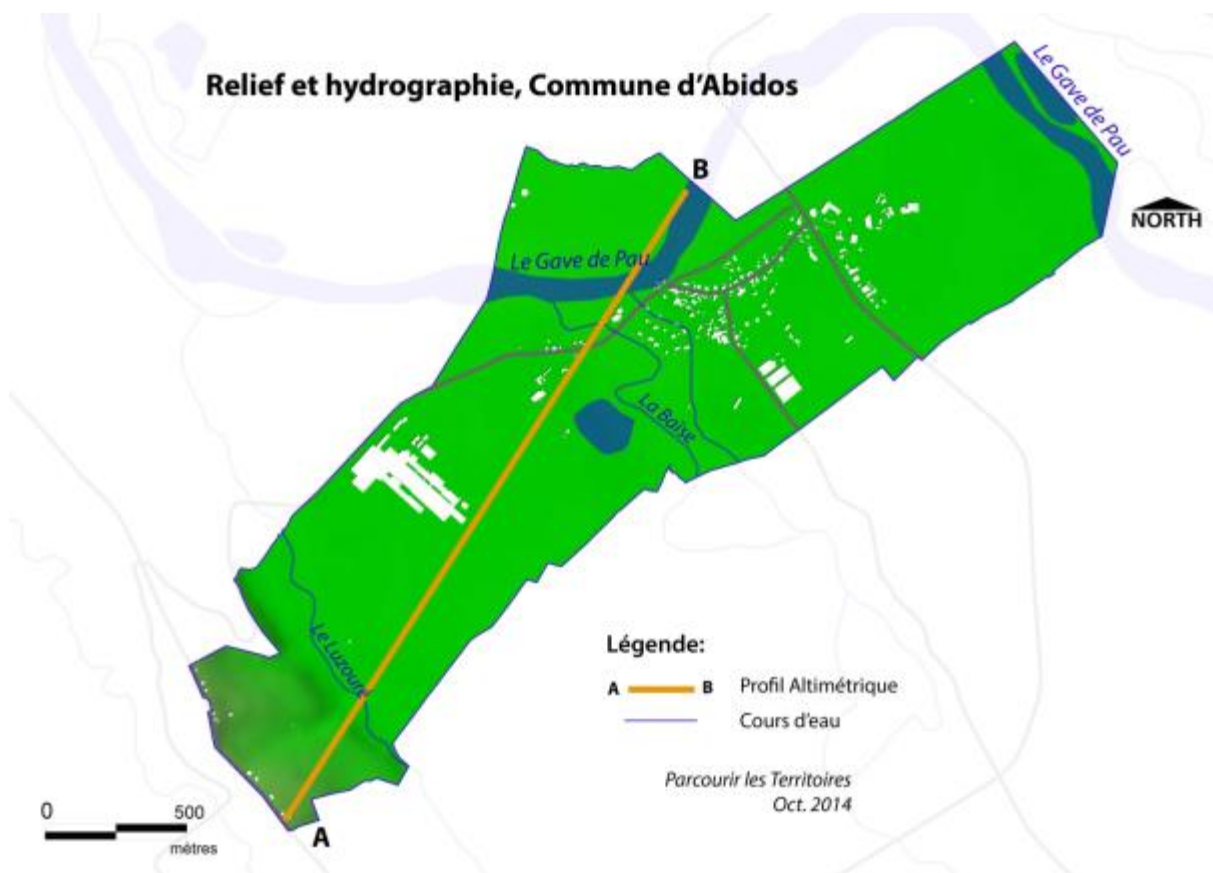 Relief et hydrographie, Commune d'Abidos
Le Gave de Pau
B
NORTH
Le Gave de Pau
La Baïse
Le Luzouré
Légende:
A B Profil Altimétrique
Cours d'eau
Parcourir les Territoires
Oct. 2014
0 500
mètres
A